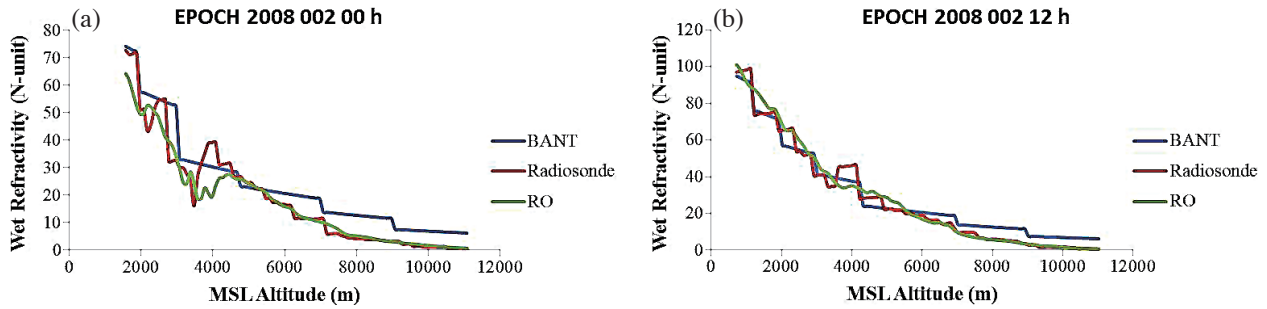 (a)
EPOCH 2008 002 00 h
Wet Refractivity (N-unit)
80
70
60
50
40
30
20
10
0
0 2000 4000 6000 8000 10000 12000
MSL Altitude (m)
BANT
Radiosonde
RO
(b)
EPOCH 2008 002 12 h
Wet Refractivity (N-unit)
120
100
80
60
40
20
0
0 2000 4000 6000 8000 10000 12000
MSL Altitude (m)
BANT
Radiosonde
RO